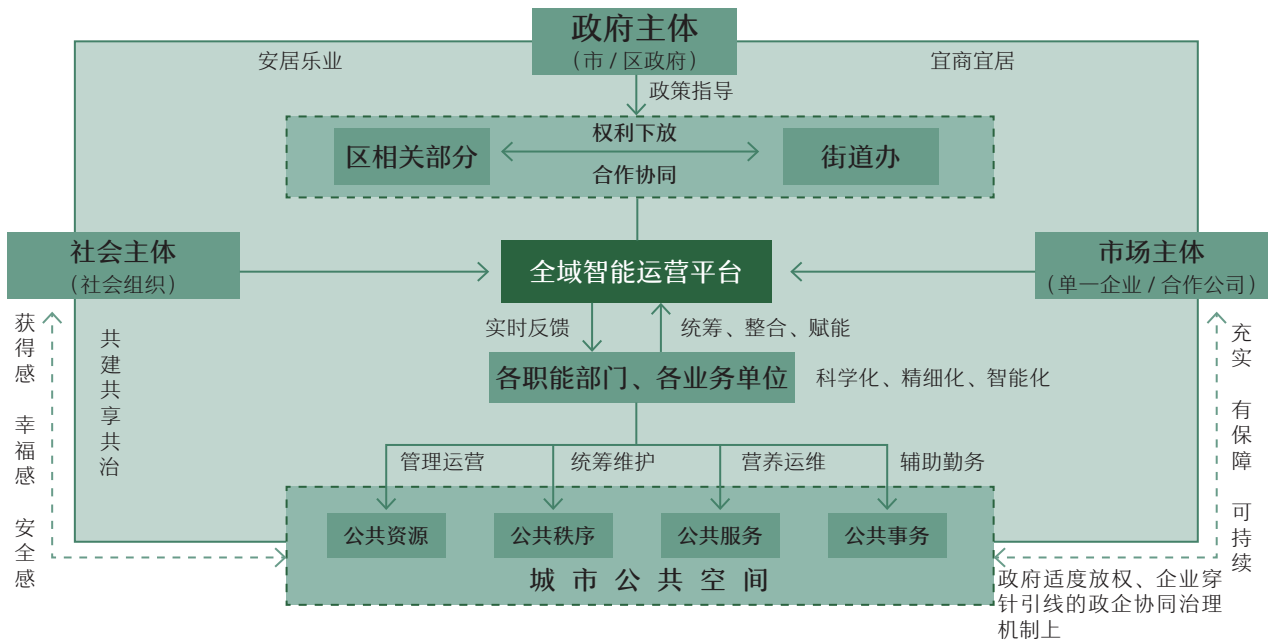 政府主体
（市 / 区政府）
安居乐业
宜商宜居
政策指导
权利下放
区相关部分
街道办
合作协同
社会主体
（社会组织）
全域智能运营平台
市场主体
（单一企业 / 合作公司）
实时反馈
统筹、整合、赋能
各职能部门、各业务单位
科学化、精细化、智能化
获得感 幸福感 安全感
共建共享共治
充实 有保障 可持续
管理运营
统筹维护
营养运维
辅助勤务
公共资源
公共秩序
公共服务
公共事务
城市公共空间
政府适度放权、企业穿
针引线的政企协同治理
机制上